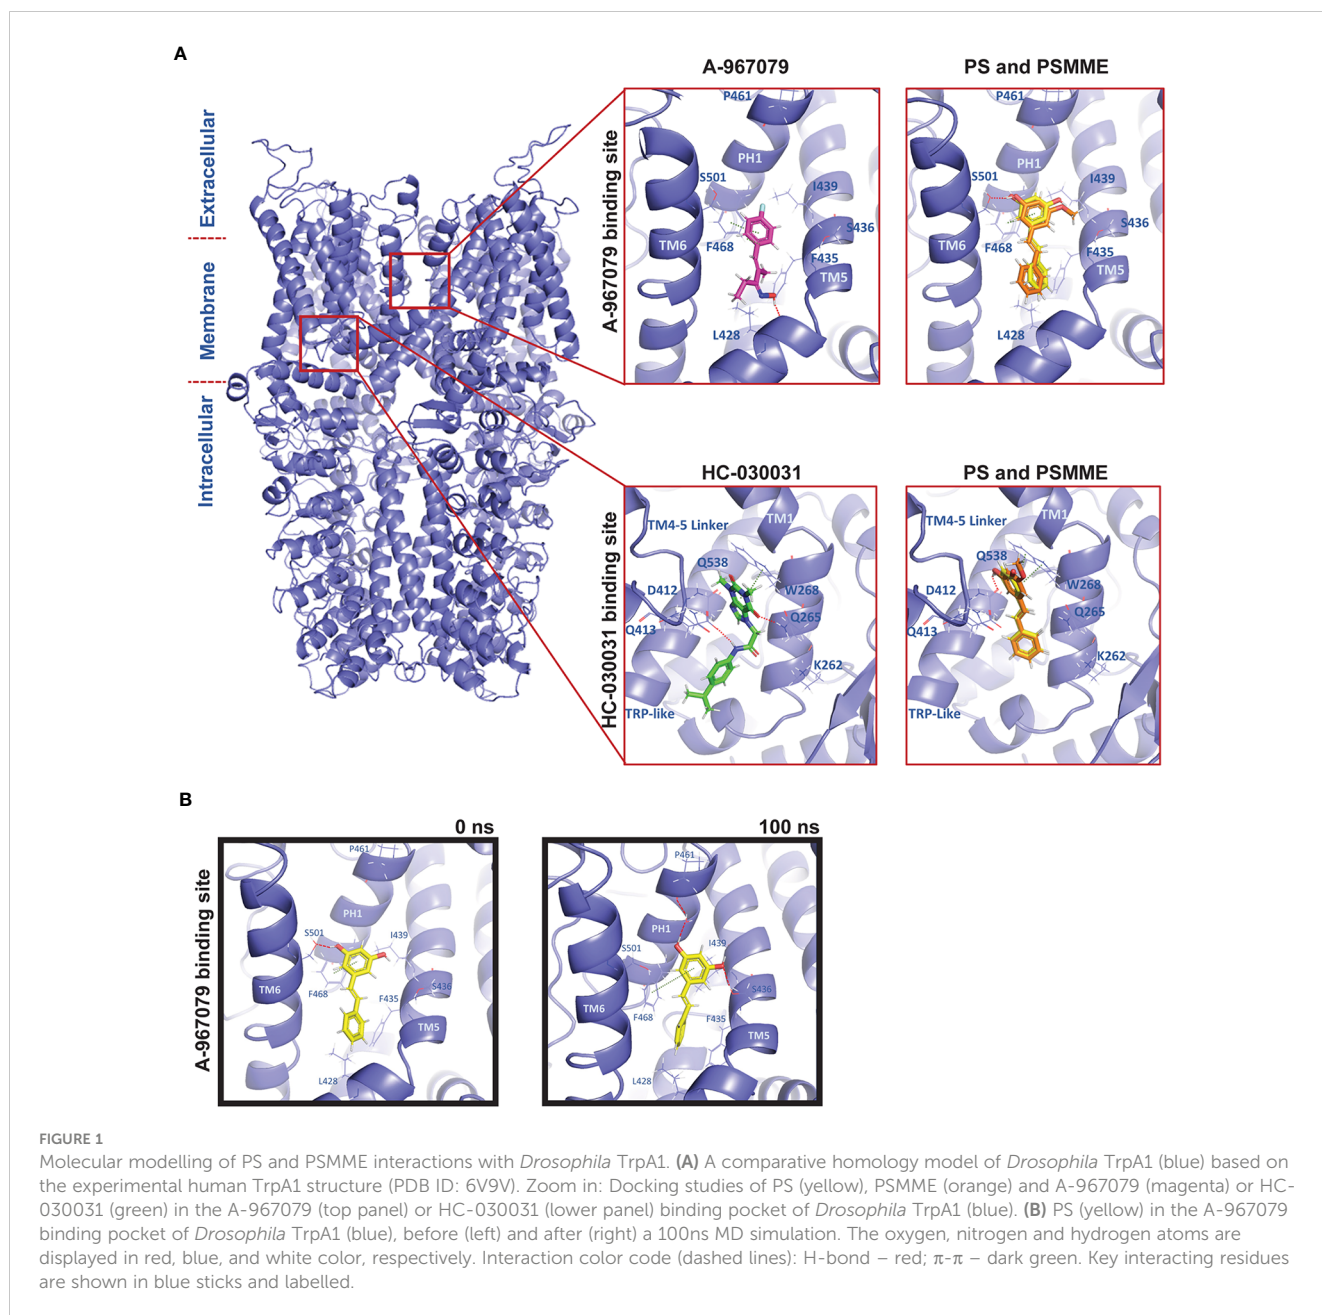 A
Extracellular
Membrane
Intracellular
A-967079
PS and PSMME
A-967079 binding site
P461
PH1
S501
I439
S436
TM6
F468
F435
TM5
L428
P461
PH1
S501
I439
S436
TM6
F468
F435
TM5
L428
HC-030031
PS and PSMME
HC-030031 binding site
TM1
TM4-5 Linker
Q538
D412
W268
Q265
Q413
K262
TRP-like
TM1
TM4-5 Linker
Q538
D412
W268
Q265
Q413
K262
TRP-Like
B
0 ns
100 ns
A-967079 binding site
P461
PH1
S501
I439
TM6
F468
S436
F435
TM5
L428
P461
PH1
S501
I439
TM6
F468
S436
F435
TM5
L428
FIGURE 1
Molecular modelling of PS and PSMME interactions with Drosophila TrpA1. (A) A comparative homology model of Drosophila TrpA1 (blue) based on
the experimental human TrpA1 structure (PDB ID: 6V9V). Zoom in: Docking studies of PS (yellow), PSMME (orange) and A-967079 (magenta) or HC-
030031 (green) in the A-967079 (top panel) or HC-030031 (lower panel) binding pocket of Drosophila TrpA1 (blue). (B) PS (yellow) in the A-967079
binding pocket of Drosophila TrpA1 (blue), before (left) and after (right) a 100ns MD simulation. The oxygen, nitrogen and hydrogen atoms are
displayed in red, blue, and white color, respectively. Interaction color code (dashed lines): H-bond – red; π-π – dark green. Key interacting residues
are shown in blue sticks and labelled.